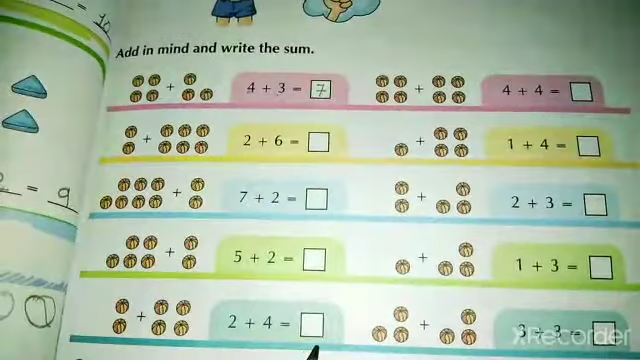 = 10
Add in mind and write the sum.
+ 4 + 3 = 7 + 4 + 4 =
+ 2 + 6 = + 1 + 4 =
+ 7 + 2 = + 2 + 3 =
= 9
+ 5 + 2 = + 1 + 3 =
+ 2 + 4 = + 3 + 3 =
XRecorder